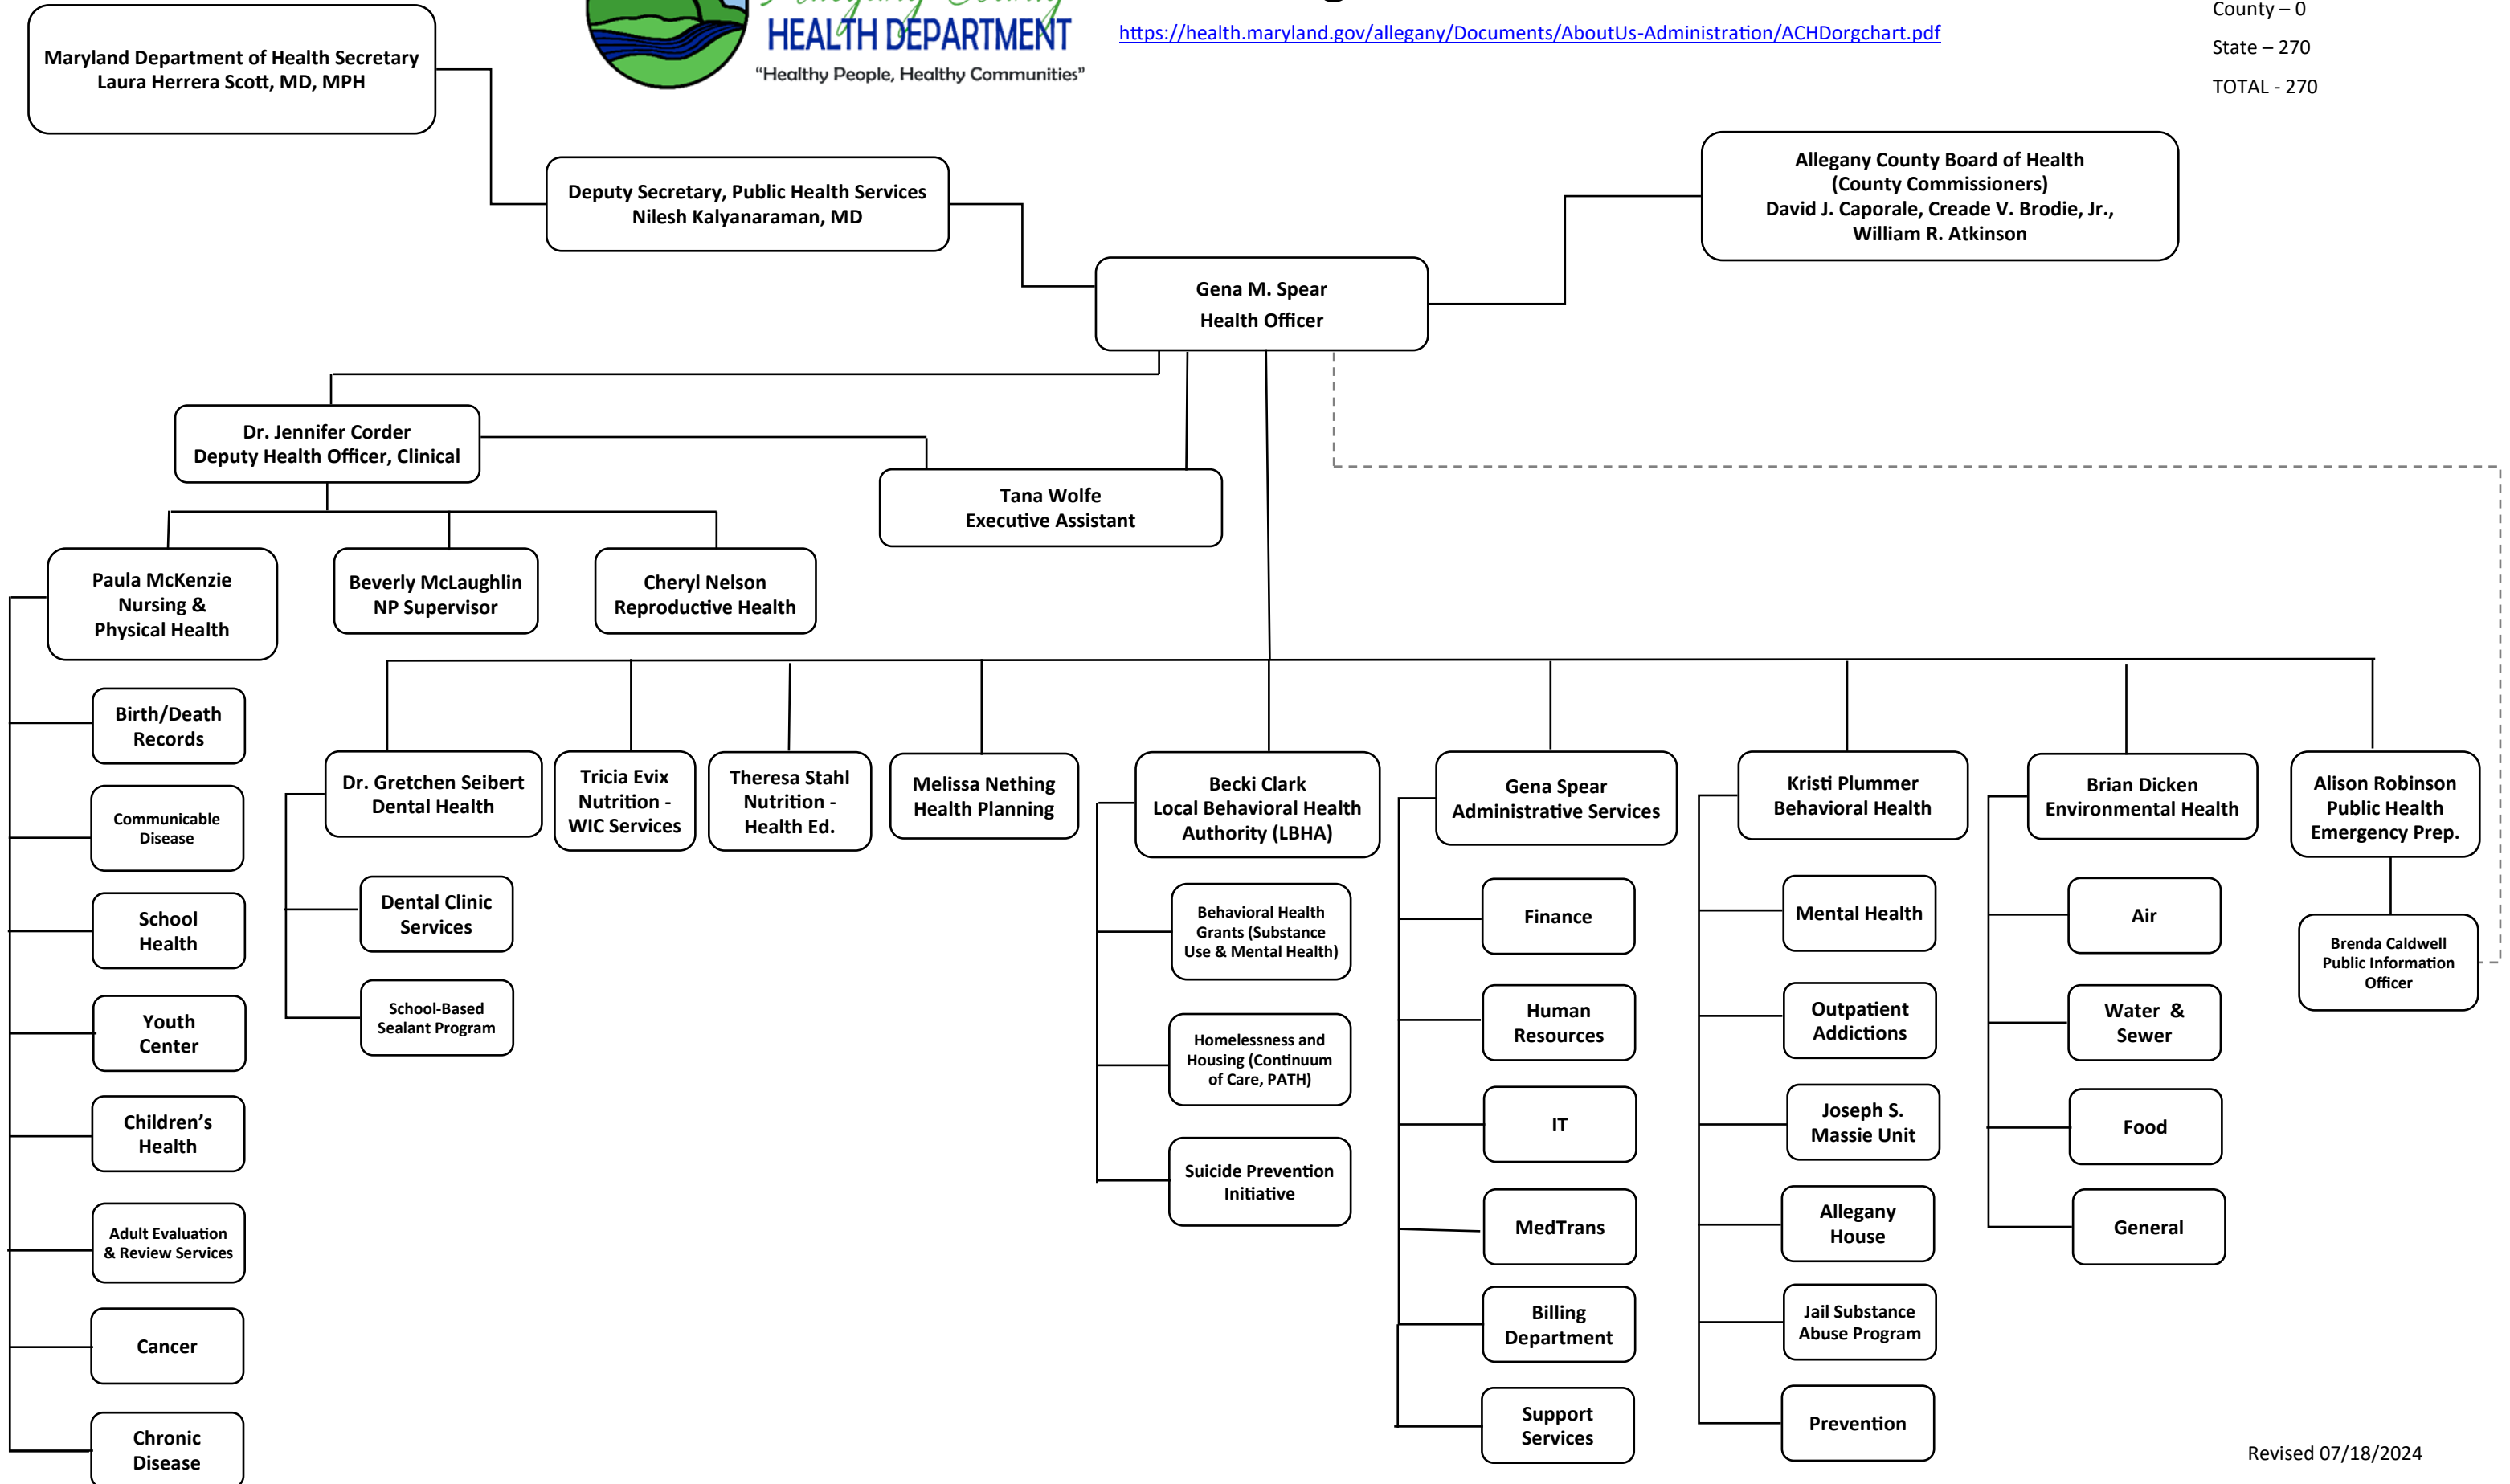 HEALTH DEPARTMENT
“Healthy People, Healthy Communities”
https://health.maryland.gov/allegany/Documents/AboutUs-Administration/ACHDorgchart.pdf
County – 0
State – 270
TOTAL - 270
Maryland Department of Health Secretary
Laura Herrera Scott, MD, MPH
Deputy Secretary, Public Health Services
Nilesh Kalyanaraman, MD
Allegany County Board of Health
(County Commissioners)
David J. Caporale, Creade V. Brodie, Jr.,
William R. Atkinson
Gena M. Spear
Health Officer
Dr. Jennifer Corder
Deputy Health Officer, Clinical
Tana Wolfe
Executive Assistant
Paula McKenzie
Nursing &
Physical Health
Beverly McLaughlin
NP Supervisor
Cheryl Nelson
Reproductive Health
Birth/Death
Records
Communicable
Disease
School
Health
Youth
Center
Children’s
Health
Adult Evaluation
& Review Services
Cancer
Chronic
Disease
Dr. Gretchen Seibert
Dental Health
Dental Clinic
Services
School-Based
Sealant Program
Tricia Evix
Nutrition -
WIC Services
Theresa Stahl
Nutrition -
Health Ed.
Melissa Nething
Health Planning
Becki Clark
Local Behavioral Health
Authority (LBHA)
Behavioral Health
Grants (Substance
Use & Mental Health)
Homelessness and
Housing (Continuum
of Care, PATH)
Suicide Prevention
Initiative
Gena Spear
Administrative Services
Finance
Human
Resources
IT
MedTrans
Billing
Department
Support
Services
Kristi Plummer
Behavioral Health
Mental Health
Outpatient
Addictions
Joseph S.
Massie Unit
Allegany
House
Jail Substance
Abuse Program
Prevention
Brian Dicken
Environmental Health
Air
Water & 
Sewer
Food
General
Alison Robinson
Public Health
Emergency Prep.
Brenda Caldwell
Public Information
Officer
Revised 07/18/2024